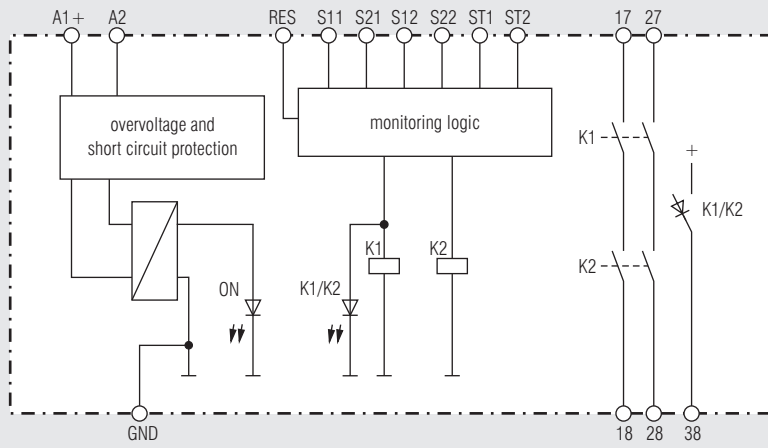 A1+ A2 RES S11 S21 S12 S22 ST1 ST2 17 27
overvoltage and
short circuit protection
monitoring logic
K1
+
K1/K2
K1 K2
K2
ON K1/K2
GND 18 28 38